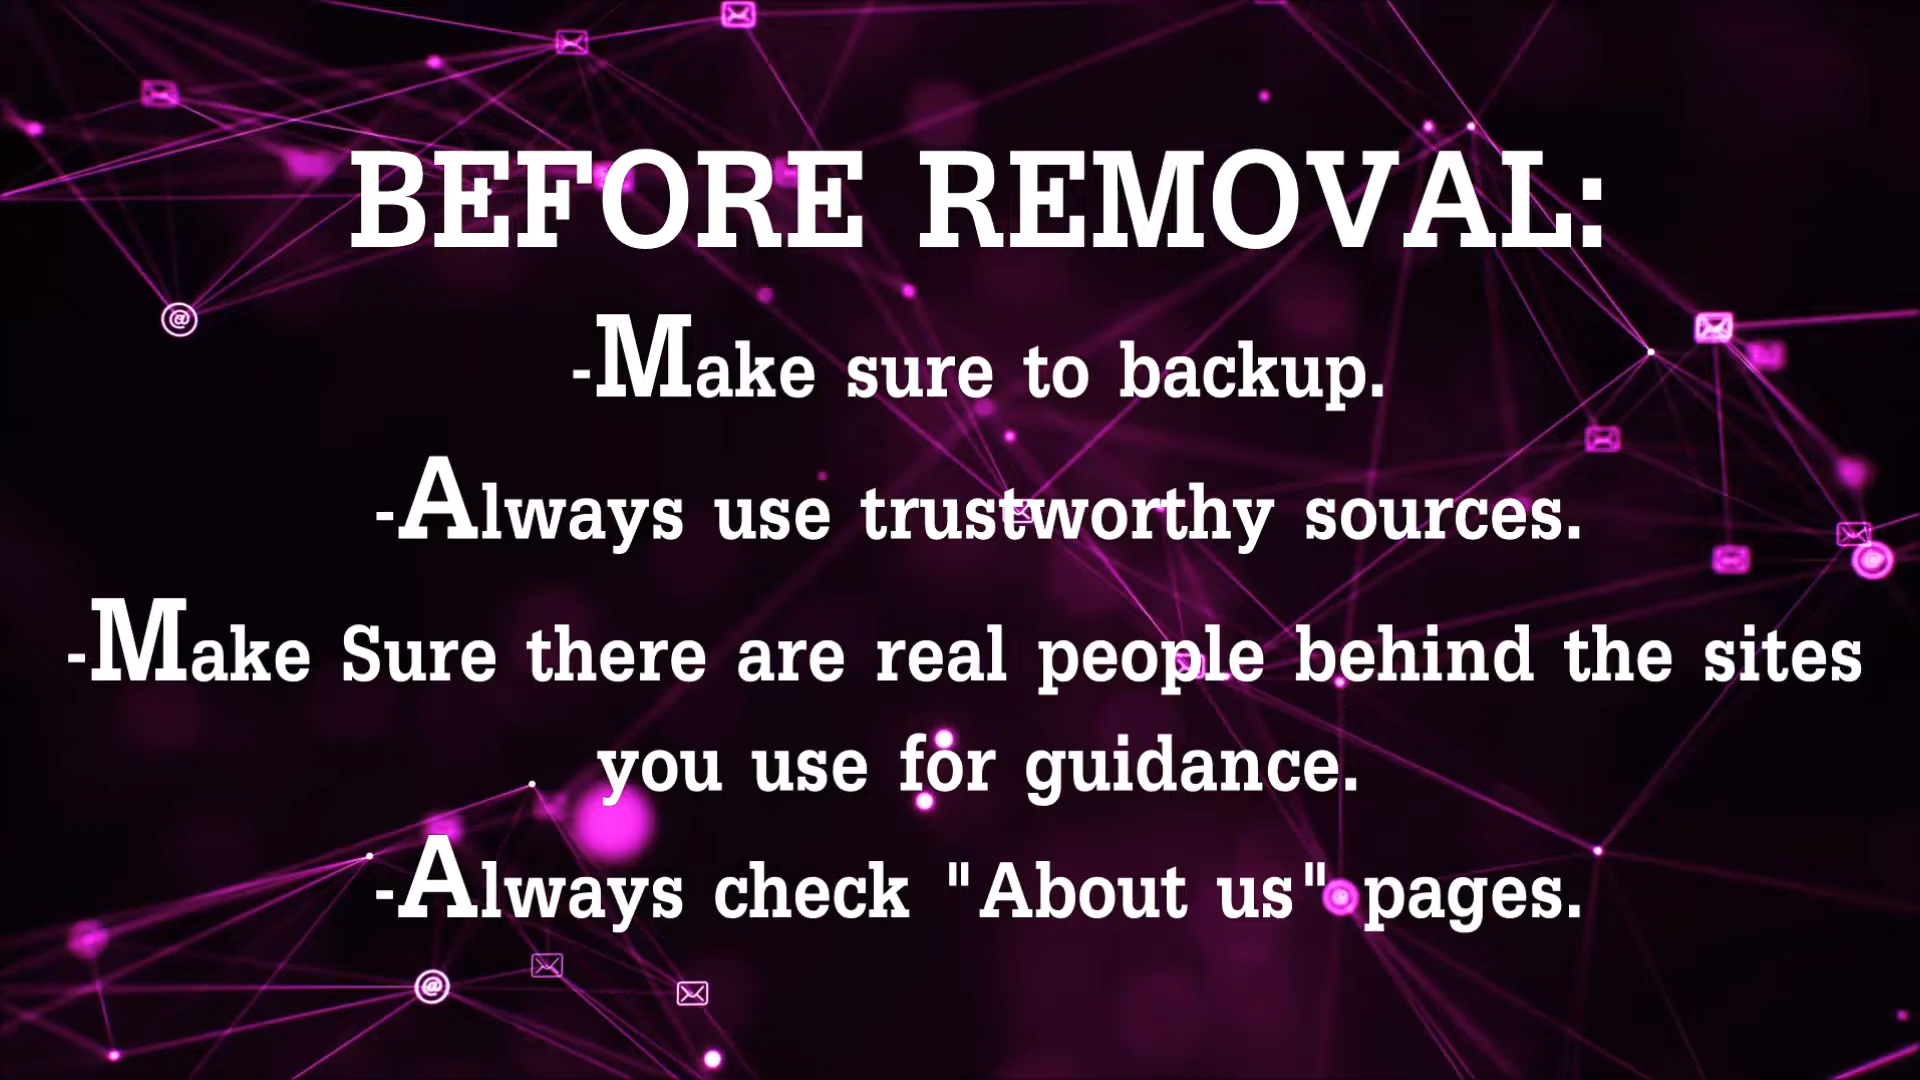 BEFORE REMOVAL:
-Make sure to backup.
-Always use trustworthy sources.
-Make Sure there are real people behind the sites
you use for guidance.
-Always check "About us" pages.